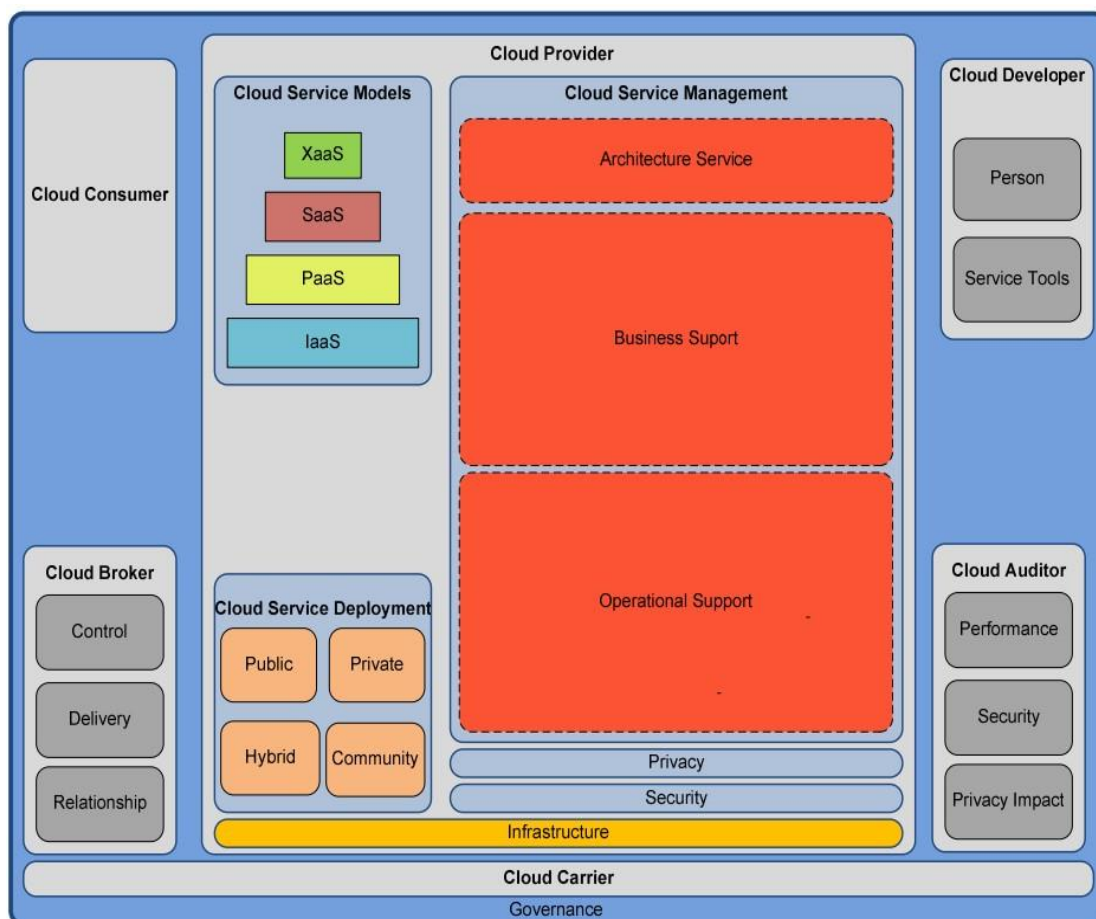 Cloud Provider
Cloud Consumer
Cloud Service Models
XaaS
SaaS
PaaS
IaaS
Cloud Service Management
Architecture Service
Business Suport
Operational Support
-
-
Cloud Developer
Person
Service Tools
Cloud Broker
Control
Delivery
Relationship
Cloud Service Deployment
Public
Private
Hybrid
Community
Privacy
Security
Infrastructure
Cloud Auditor
Performance
Security
Privacy Impact
Cloud Carrier
Governance